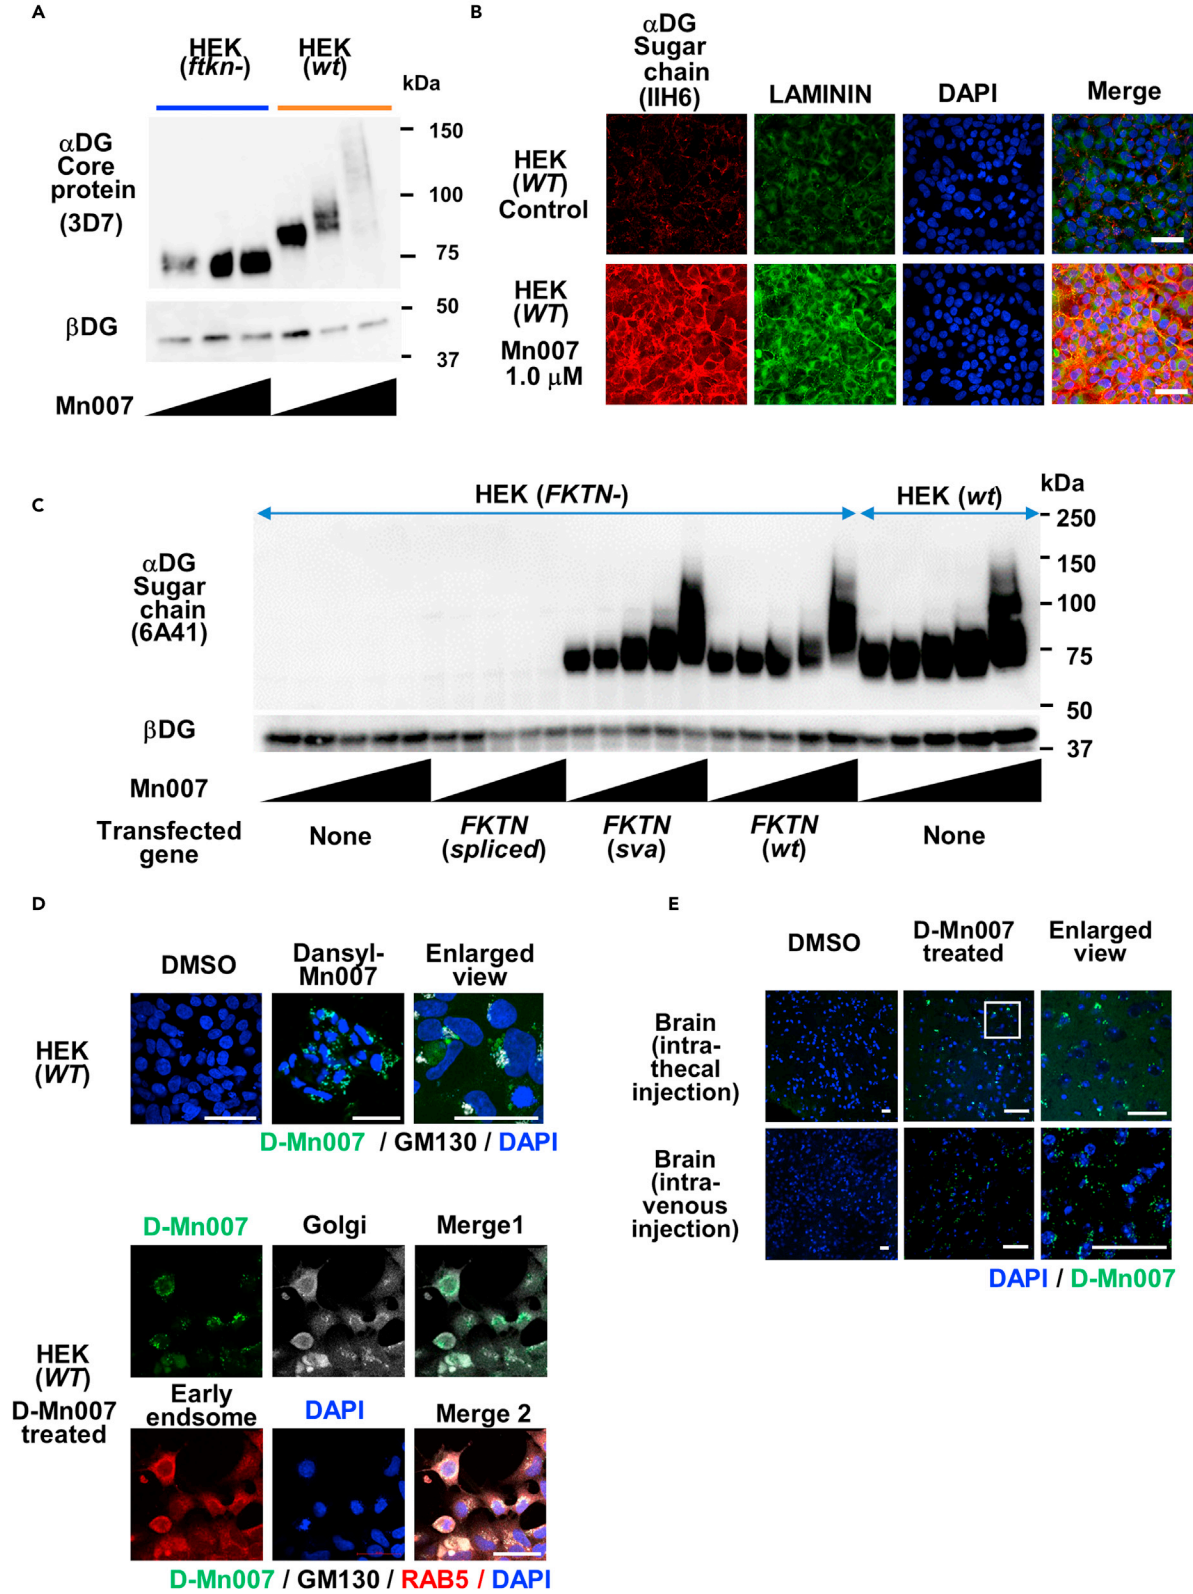 A
HEK
(ftkn-)
HEK
(wt)
kDa
αDG
Core
protein
(3D7)
150
100
75
βDG
50
37
Mn007
B
αDG
Sugar
chain
(IIH6)
LAMININ
DAPI
Merge
HEK
(WT)
Control
HEK
(WT)
Mn007
1.0 μM
C
HEK (FKTN-)
HEK (wt)
kDa
250
αDG
Sugar
chain
(6A41)
150
100
75
50
βDG
37
Mn007
Transfected
gene
None
FKTN
(spliced)
FKTN
(sva)
FKTN
(wt)
None
D
DMSO
Dansyl-
Mn007
Enlarged
view
HEK
(WT)
D-Mn007 / GM130 / DAPI
D-Mn007
Golgi
Merge1
HEK
(WT)
D-Mn007
treated
Early
endsome
DAPI
Merge 2
D-Mn007 / GM130 / RAB5 / DAPI
E
DMSO
D-Mn007
treated
Enlarged
view
Brain
(intra-
thecal
injection)
Brain
(intra-
venous
injection)
DAPI / D-Mn007